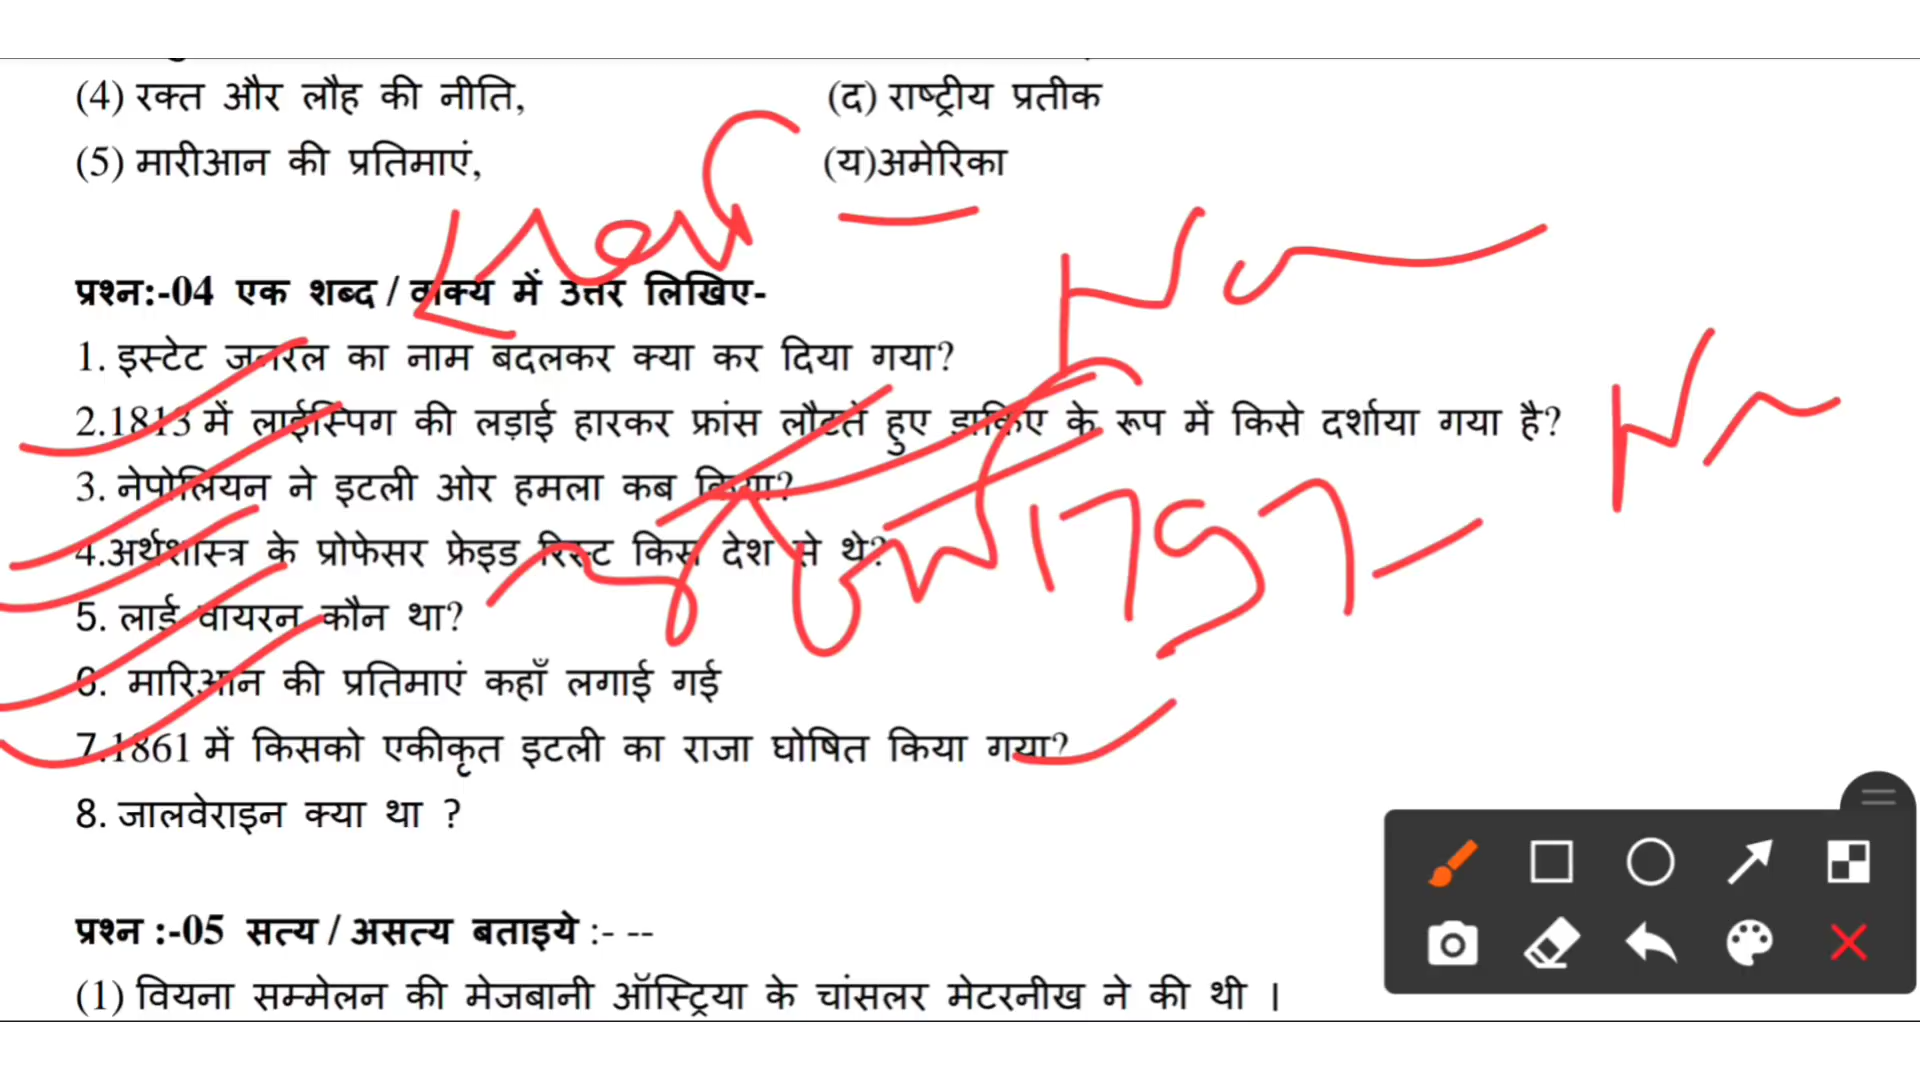 (4) रक्त और लौह की नीति, (द) राष्ट्रीय प्रतीक
(5) मारीआन की प्रतिमाएं, (य)अमेरिका
प्रश्न:-04 एक शब्द / वाक्य में उत्तर लिखिए-
1. इस्टेट जनरल का नाम बदलकर क्या कर दिया गया?
2.1813 में लाईस्पिग की लड़ाई हारकर फ्रांस लौटते हुए डाकिए के रूप में किसे दर्शाया गया है?
3. नेपोलियन ने इटली ओर हमला कब किया?
4.अर्थशास्त्र के प्रोफेसर फ्रेइड रिस्ट किस देश से थे?
1797
5. लार्ड वायरन कौन था?
6. मारिआन की प्रतिमाएं कहाँ लगाई गई
7.1861 में किसको एकीकृत इटली का राजा घोषित किया गया?
8. जालवेराइन क्या था ?
प्रश्न :-05 सत्य / असत्य बताइये :- --
(1) वियना सम्मेलन की मेजबानी ऑस्ट्रिया के चांसलर मेटरनीख ने की थी ।